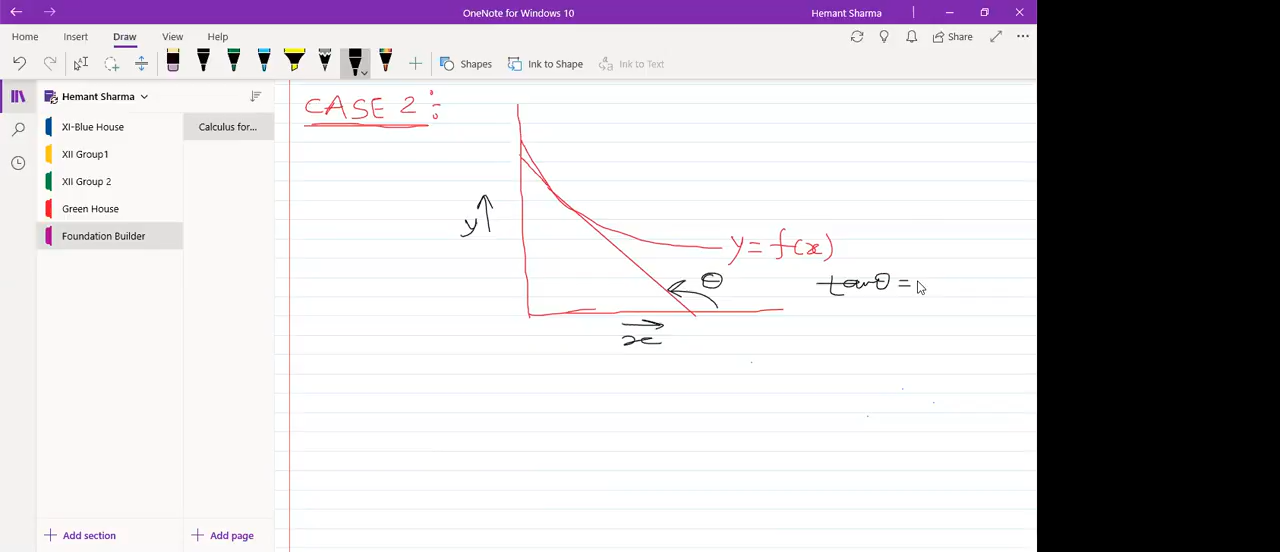 OneNote for Windows 10
Hemant Sharma
Home Insert Draw View Help
Share
Shapes Ink to Shape Ink to Text
Hemant Sharma
XI-Blue House
XII Group1
XII Group 2
Green House
Foundation Builder
Add section
Calculus for...
Add page
CASE 2:
y
y = f(x)
θ
tanθ =
x